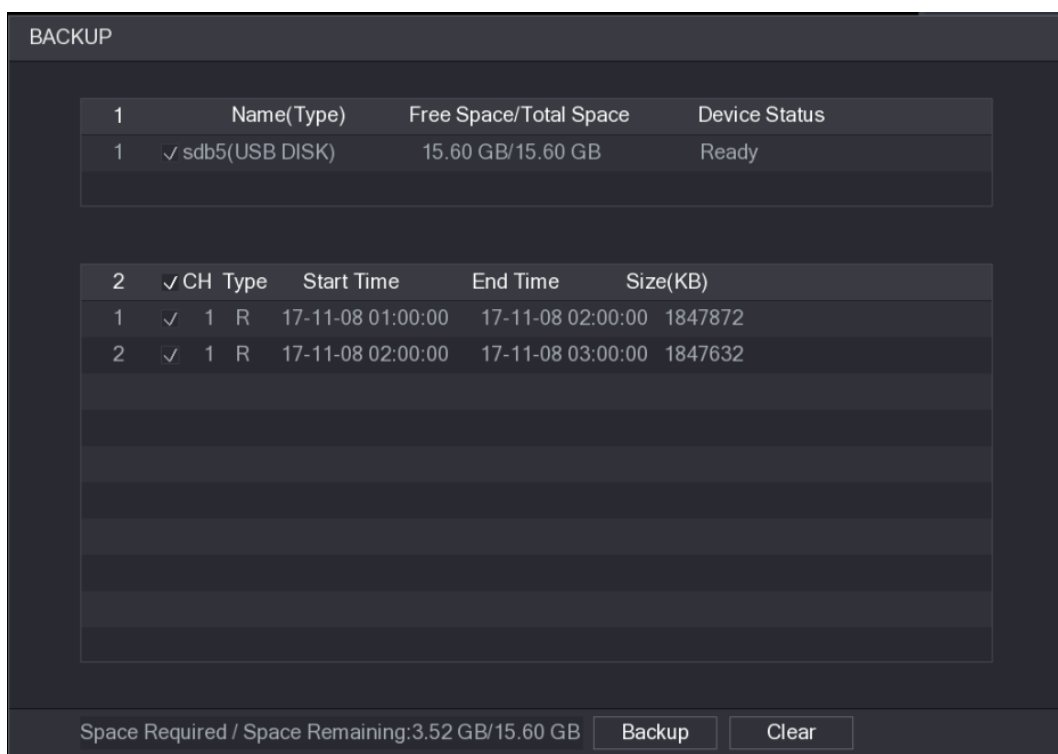 BACKUP
1 Name(Type) Free Space/Total Space Device Status
1 sdb5(USB DISK) 15.60 GB/15.60 GB Ready
2 CH Type Start Time End Time Size(KB)
1 1 R 17-11-08 01:00:00 17-11-08 02:00:00 1847872
2 1 R 17-11-08 02:00:00 17-11-08 03:00:00 1847632
Space Required / Space Remaining:3.52 GB/15.60 GB Backup Clear